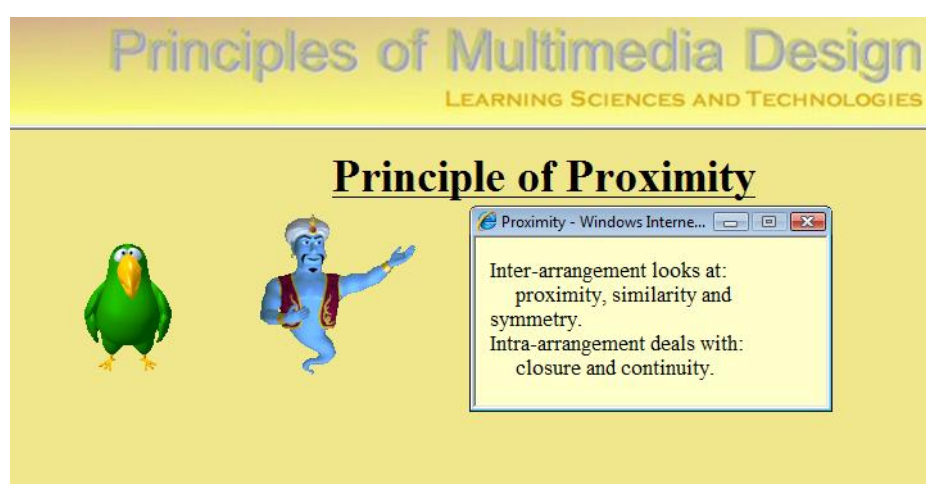 Principles of Multimedia Design
LEARNING SCIENCES AND TECHNOLOGIES
Principle of Proximity
Proximity - Windows Interne...
Inter-arrangement looks at:
proximity, similarity and
symmetry.
Intra-arrangement deals with:
closure and continuity.